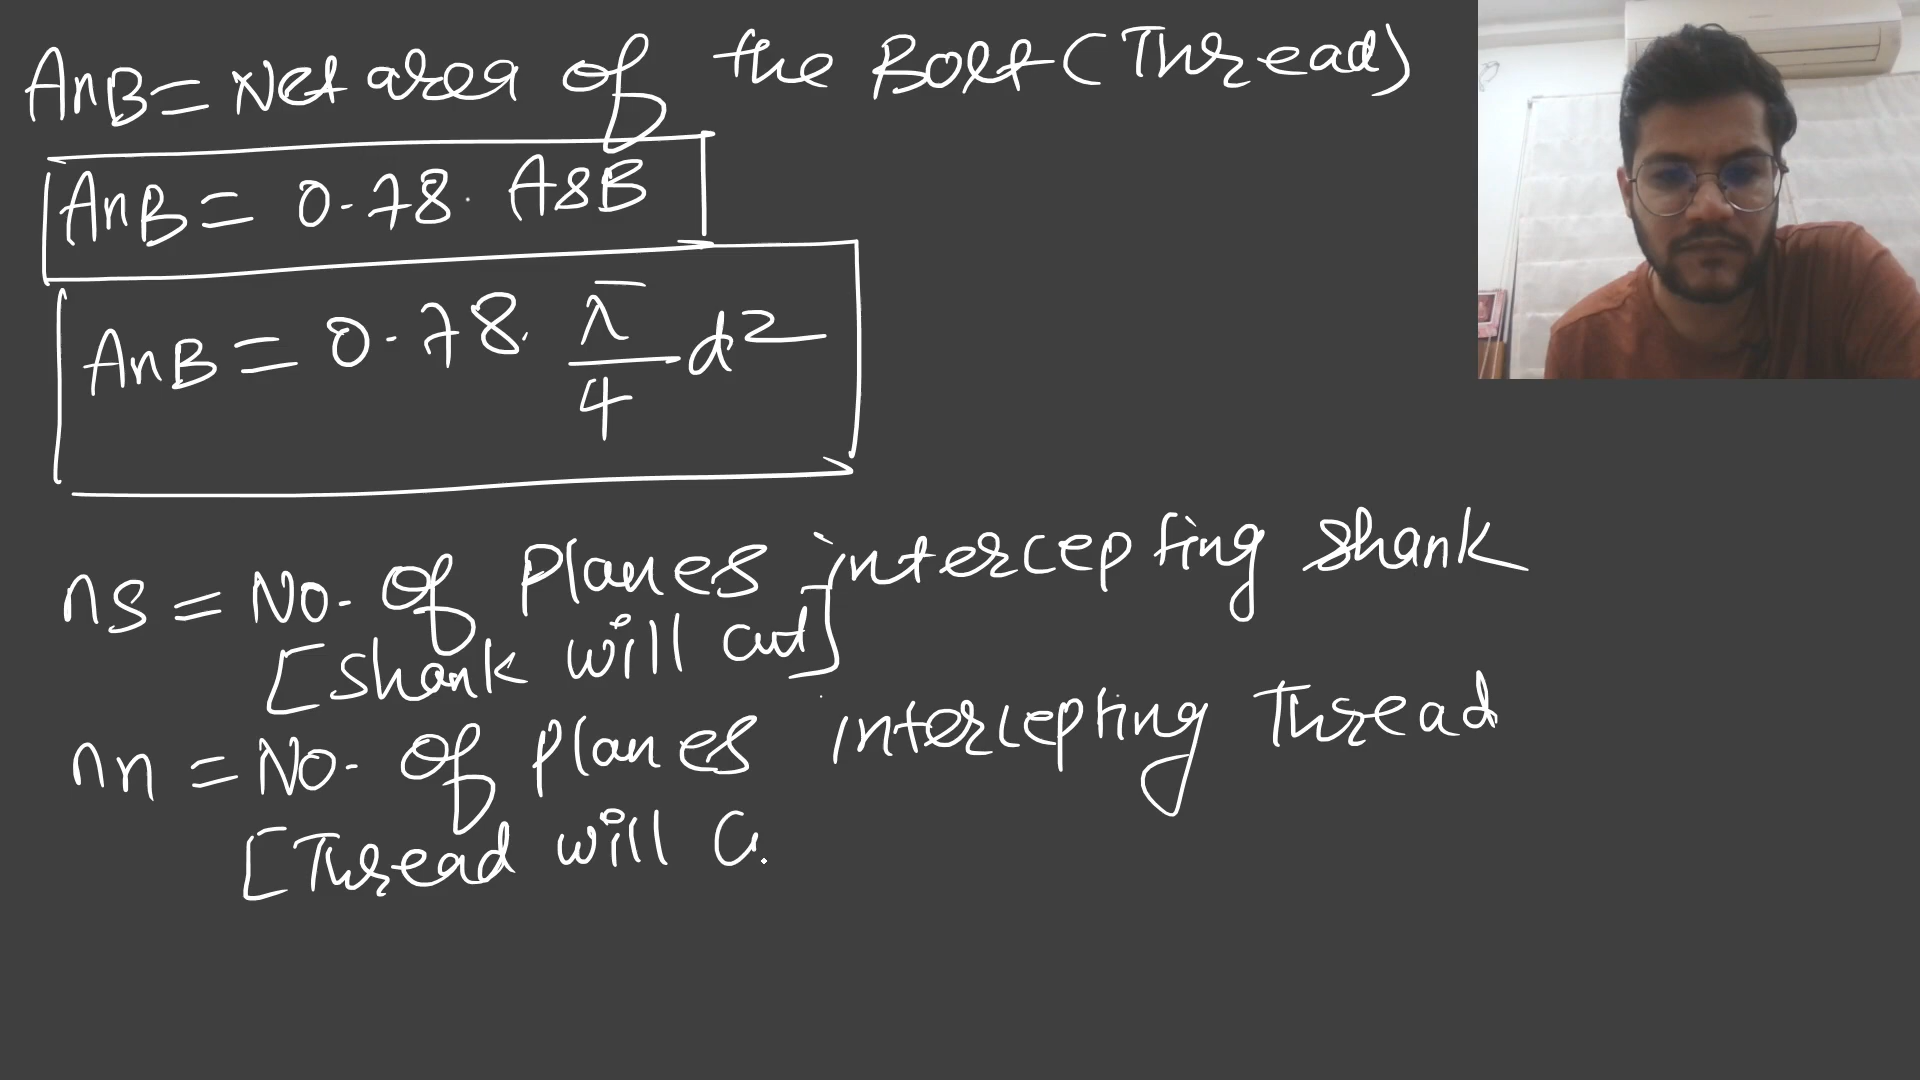 AnB = Net area of the Bolt (Thread)
AnB = 0.78. ASB
AnB = 0.78. π/4 d²
ns = No. of planes intercepting shank
[Shank will cut]
nn = No. of planes intercepting Thread
[Thread will C